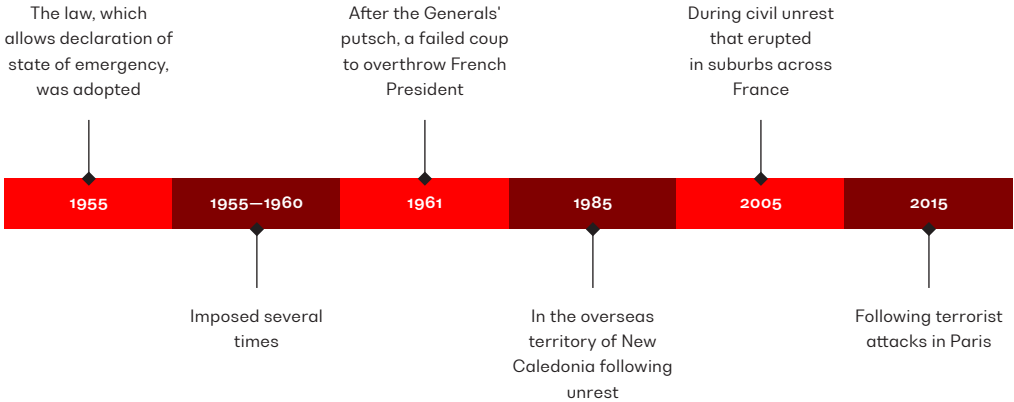 The law, which
allows declaration of
state of emergency,
was adopted
After the Generals'
putsch, a failed coup
to overthrow French
President
During civil unrest
that erupted
in suburbs across
France
1955
1955—1960
1961
1985
2005
2015
Imposed several
times
In the overseas
territory of New
Caledonia following
unrest
Following terrorist
attacks in Paris